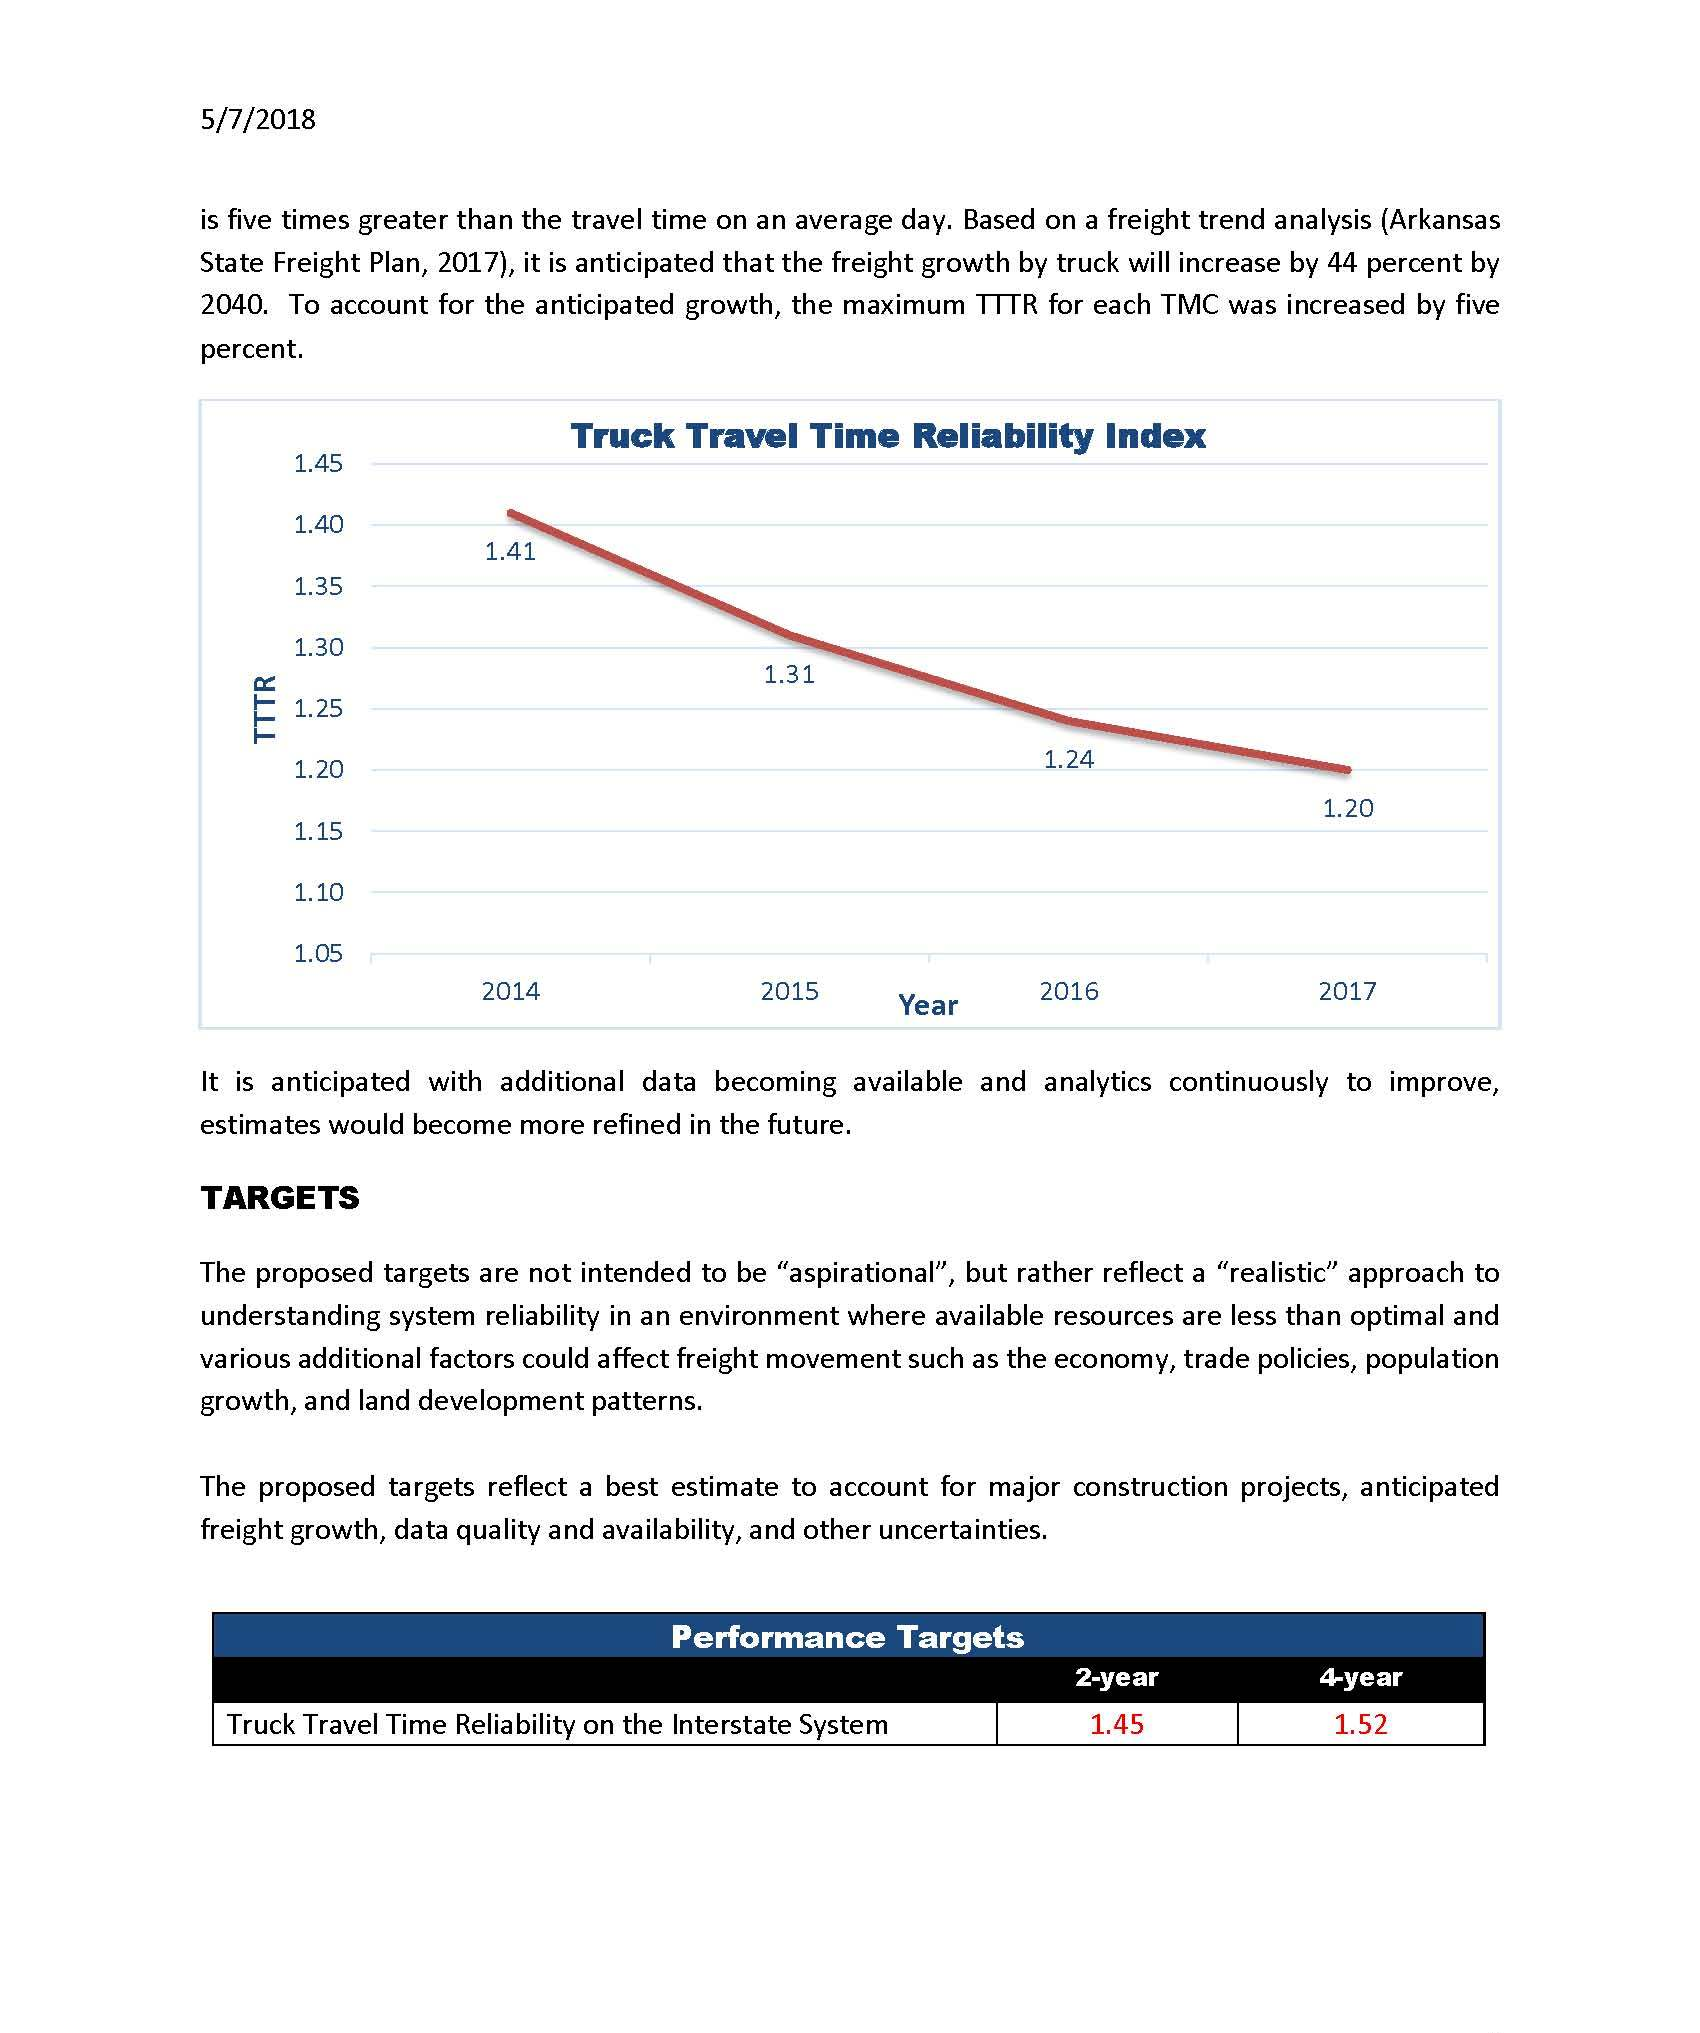 5/7/2018
is five times greater than the travel time on an average day. Based on a freight trend analysis (Arkansas
State Freight Plan, 2017), it is anticipated that the freight growth by truck will increase by 44 percent by
2040.  To account for the anticipated growth, the maximum TTTR for each TMC was increased by five
percent.
Truck Travel Time Reliability Index
1.45
1.40
1.35
1.30
1.25
1.20
1.15
1.10
1.05
TTTR
1.41
1.31
1.24
1.20
2014 2015 2016 2017
Year
It is anticipated with additional data becoming available and analytics continuously to improve,
estimates would become more refined in the future.
TARGETS
The proposed targets are not intended to be “aspirational”, but rather reflect a “realistic” approach to
understanding system reliability in an environment where available resources are less than optimal and
various additional factors could affect freight movement such as the economy, trade policies, population
growth, and land development patterns.
The proposed targets reflect a best estimate to account for major construction projects, anticipated
freight growth, data quality and availability, and other uncertainties.
Performance Targets
2-year 4-year
Truck Travel Time Reliability on the Interstate System 1.45 1.52